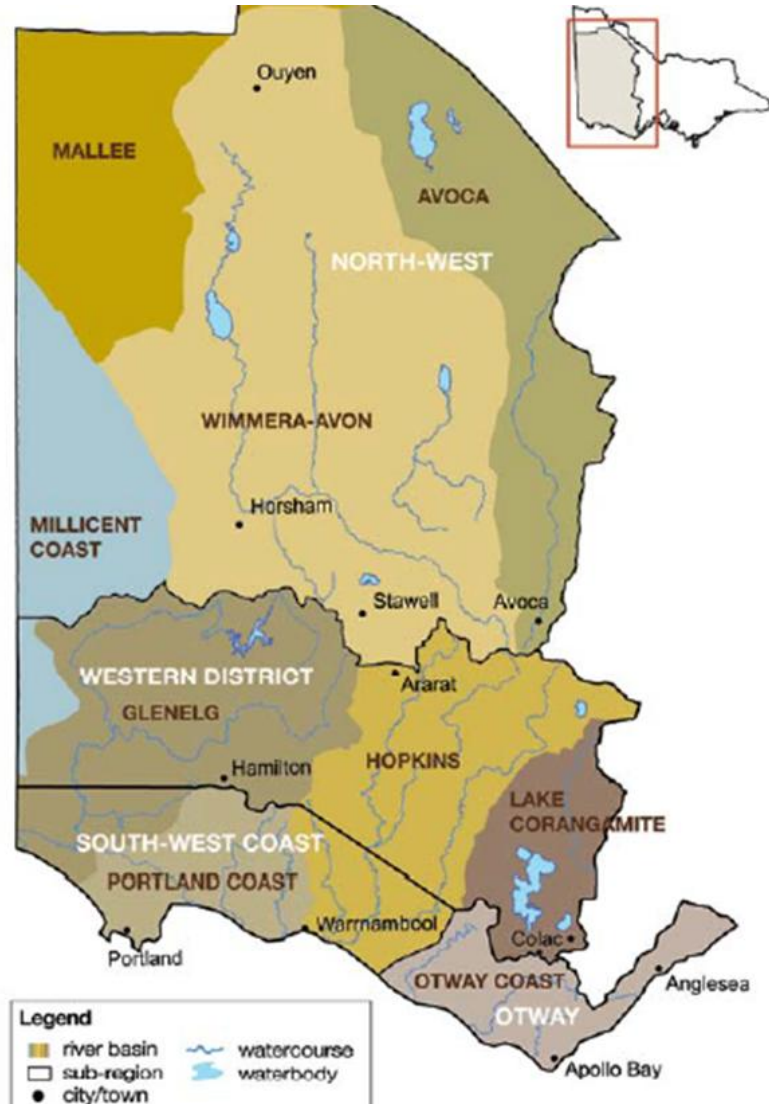 Ouyen
MALLEE
AVOCA
NORTH-WEST
WIMMERA-AVON
Horsham
MILLICENT
COAST
Stawell
Avoca
WESTERN DISTRICT
Ararat
GLENELG
HOPKINS
Hamilton
LAKE
CORANGAMITE
SOUTH-WEST COAST
PORTLAND COAST
Warrnambool
Colac
Portland
OTWAY COAST
Anglesea
OTWAY
Apollo Bay
Legend
river basin
watercourse
sub-region
waterbody
city/town